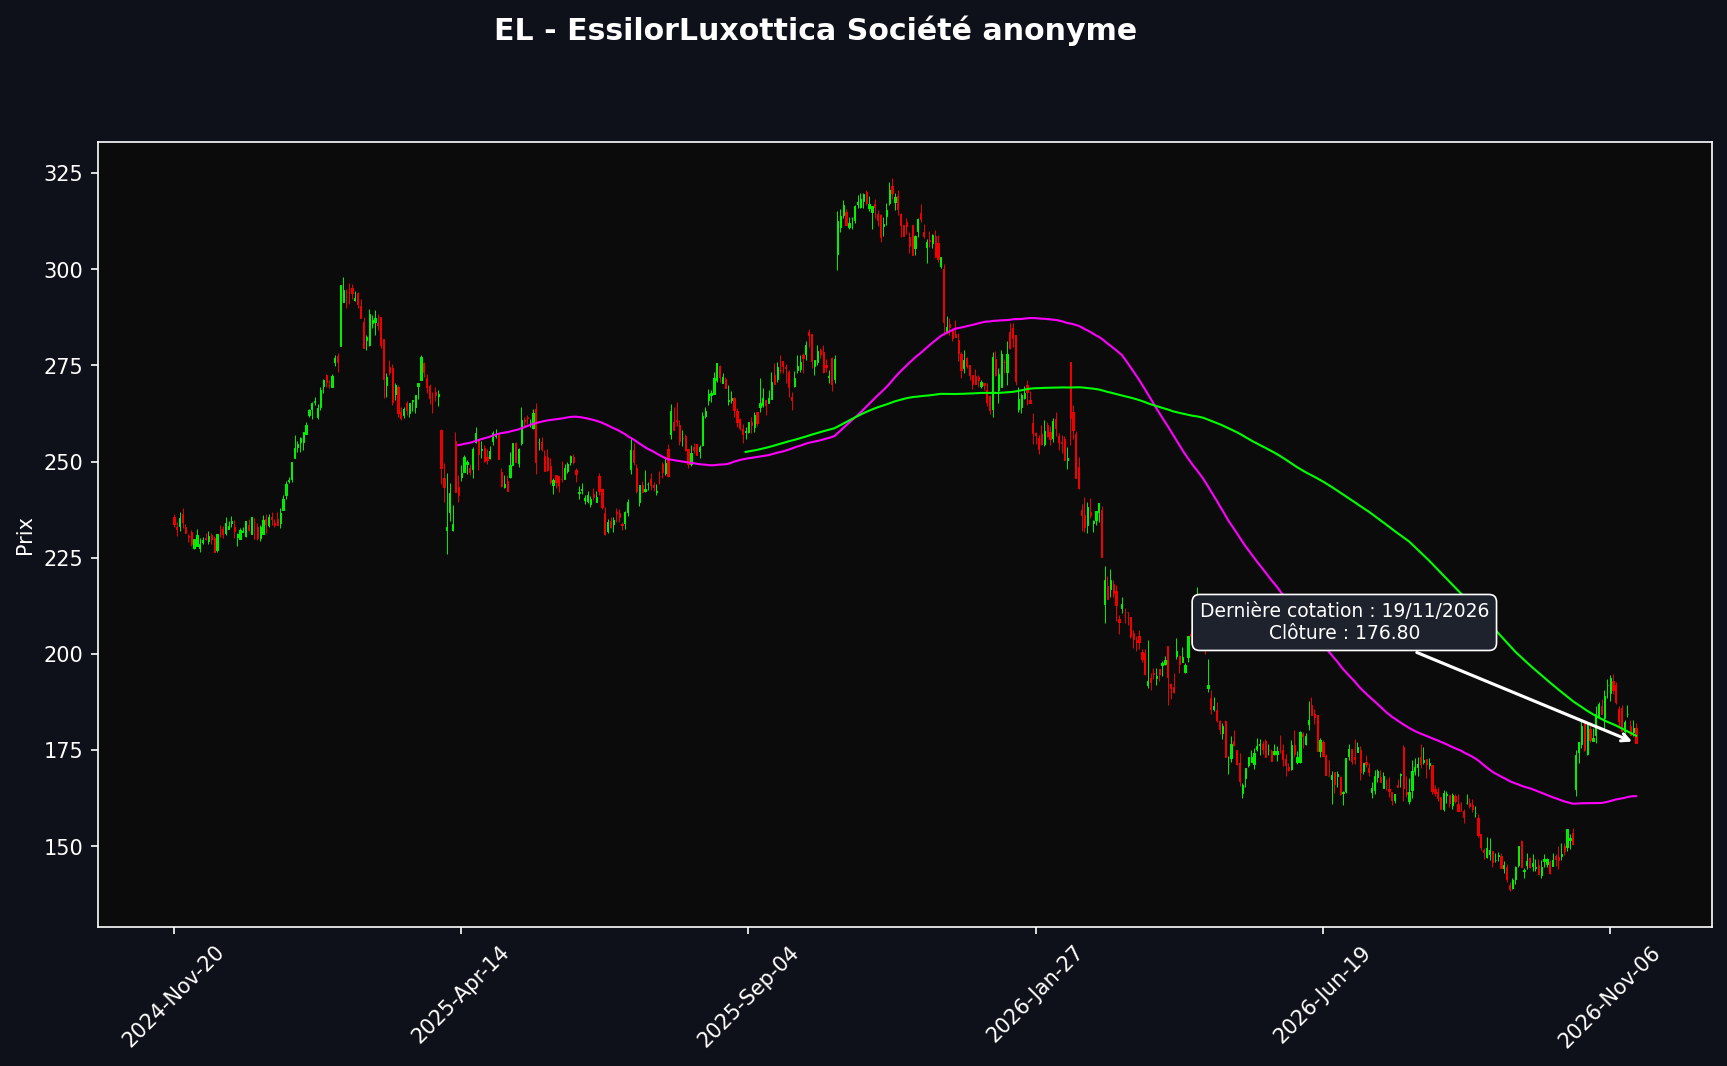 EL - EssilorLuxottica Société anonyme
325
300
275
250
225
200
175
150
Prix
Dernière cotation : 19/11/2026
Clôture : 176.80
2024-Nov-20
2025-Apr-14
2025-Sep-04
2026-Jan-27
2026-Jun-19
2026-Nov-06